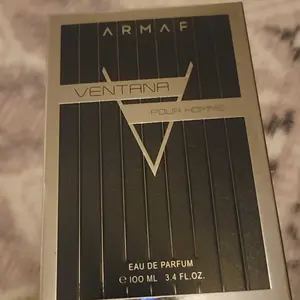 ARMAF
VENTANA
POUR HOMME
EAU DE PARFUM
℮ 100 ML 3.4 FL.OZ.